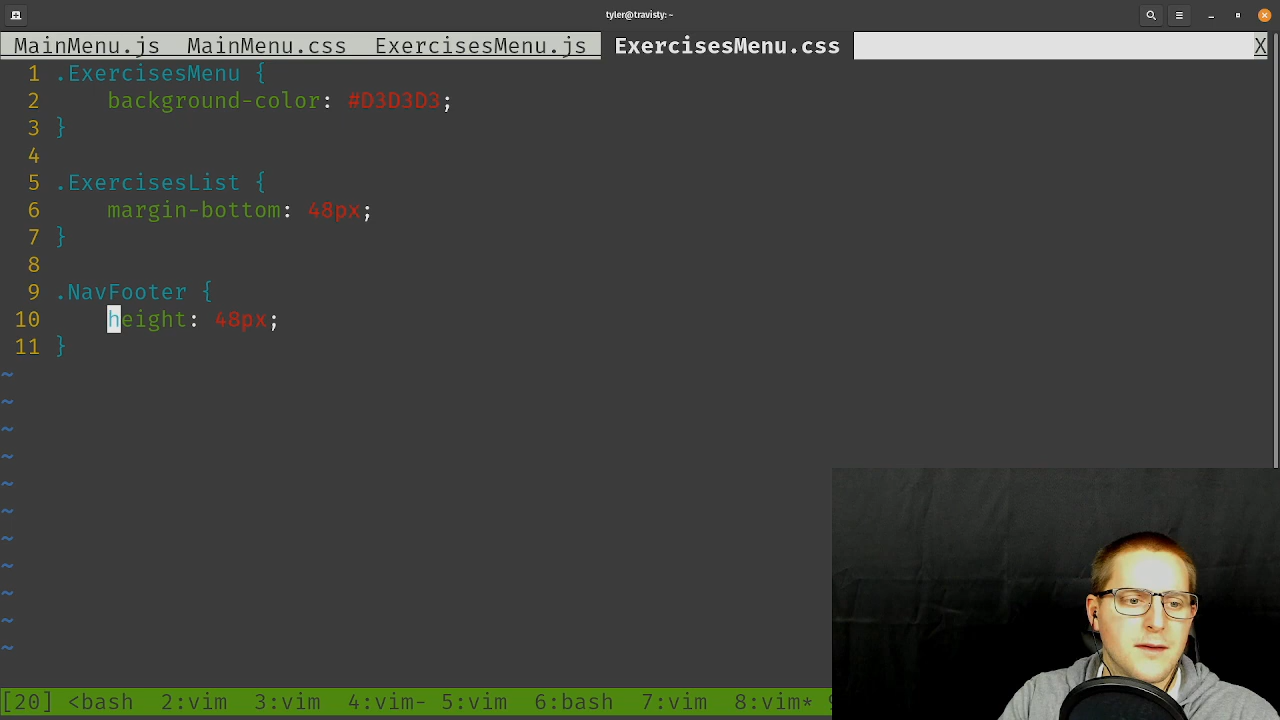 tyler@travisty: ~
MainMenu.js MainMenu.css ExercisesMenu.js ExercisesMenu.css X
1 .ExercisesMenu {
2 background-color: #D3D3D3;
3 }
4
5 .ExercisesList {
6 margin-bottom: 48px;
7 }
8
9 .NavFooter {
10 height: 48px;
11 }
~
~
~
~
~
~
~
~
~
~
~
[20] <bash 2:vim 3:vim 4:vim- 5:vim 6:bash 7:vim 8:vim*